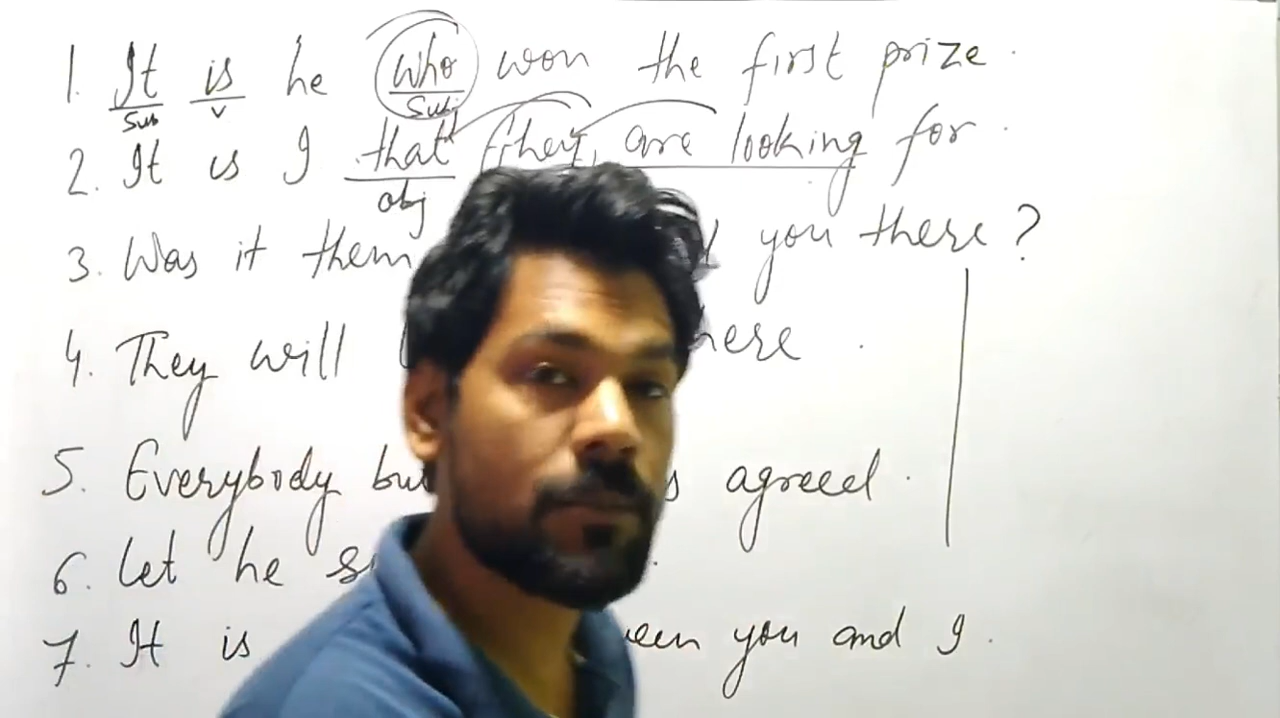 1. It is he who won the first prize.
Sub v Sub
2. It is I that they are looking for.
obj
3. Was it them you there?
4. They will .
5. Everybody agreed.
6. Let he .
7. It is you and I.